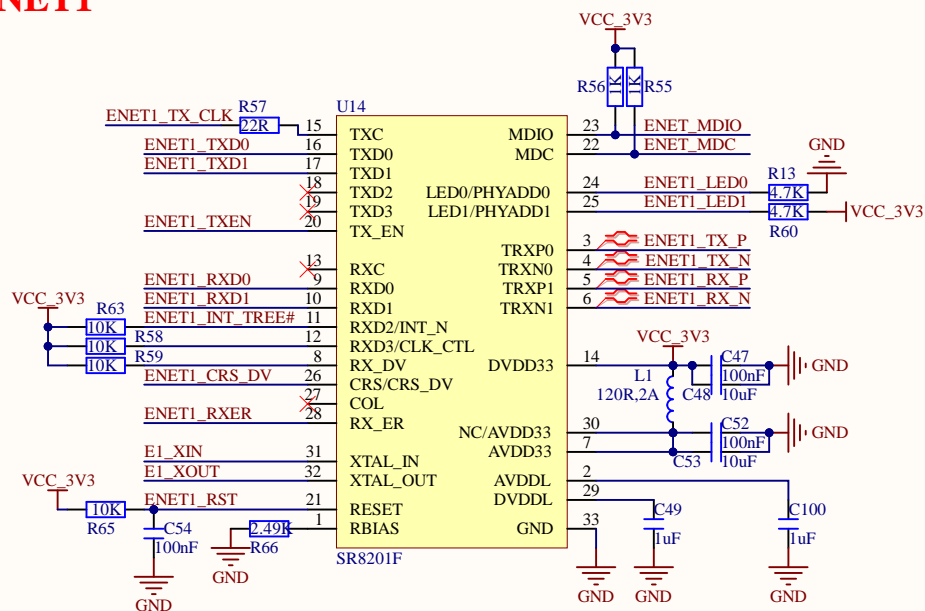 ENET1
VCC_3V3
R56
1K
1K
R55
U14
ENET1_TX_CLK
R57
22R
15
TXC
MDIO
23
ENET_MDIO
ENET1_TXD0
16
TXD0
MDC
22
ENET_MDC
ENET1_TXD1
17
TXD1
GND
18
TXD2
LED0/PHYADD0
24
ENET1_LED0
R13
4.7K
19
TXD3
LED1/PHYADD1
25
ENET1_LED1
4.7K
R60
VCC_3V3
ENET1_TXEN
20
TX_EN
TRXP0
3
ENET1_TX_P
13
RXC
TRXN0
4
ENET1_TX_N
ENET1_RXD0
9
RXD0
TRXP1
5
ENET1_RX_P
ENET1_RXD1
10
RXD1
TRXN1
6
ENET1_RX_N
VCC_3V3
R63
10K
ENET1_INT_TREE#
11
RXD2/INT_N
10K
R58
12
RXD3/CLK_CTL
VCC_3V3
10K
R59
8
RX_DV
DVDD33
14
C47
100nF
GND
ENET1_CRS_DV
26
CRS/CRS_DV
L1
120R,2A
C48
10uF
27
COL
ENET1_RXER
28
RX_ER
NC/AVDD33
30
C52
100nF
GND
AVDD33
7
C53
10uF
E1_XIN
31
XTAL_IN
E1_XOUT
32
XTAL_OUT
AVDDL
2
VCC_3V3
10K
R65
ENET1_RST
21
RESET
DVDDL
29
C49
1uF
C100
1uF
C54
100nF
2.49K
R66
1
RBIAS
GND
33
GND
SR8201F
GND
GND
GND
GND